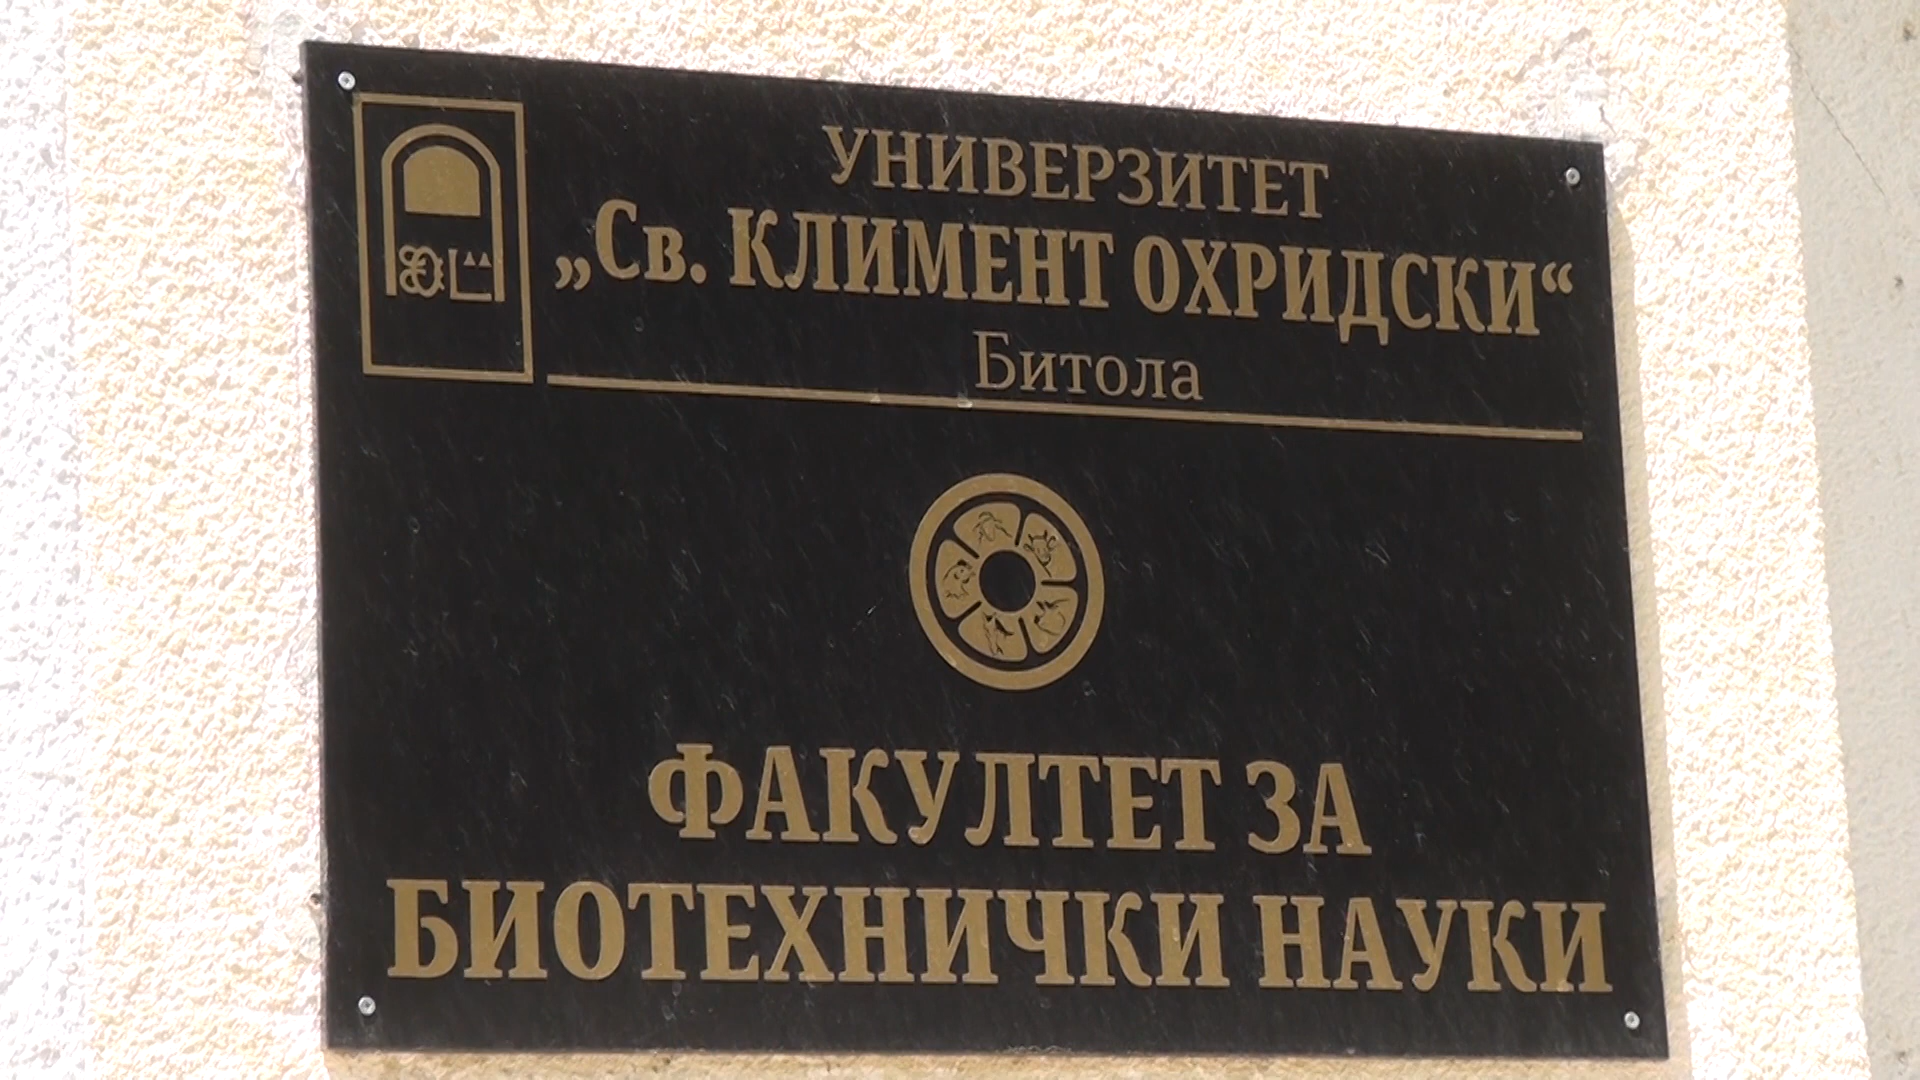 УНИВЕРЗИТЕТ
„Св. КЛИМЕНТ ОХРИДСКИ“
Битола
ФАКУЛТЕТ ЗА
БИОТЕХНИЧКИ НАУКИ